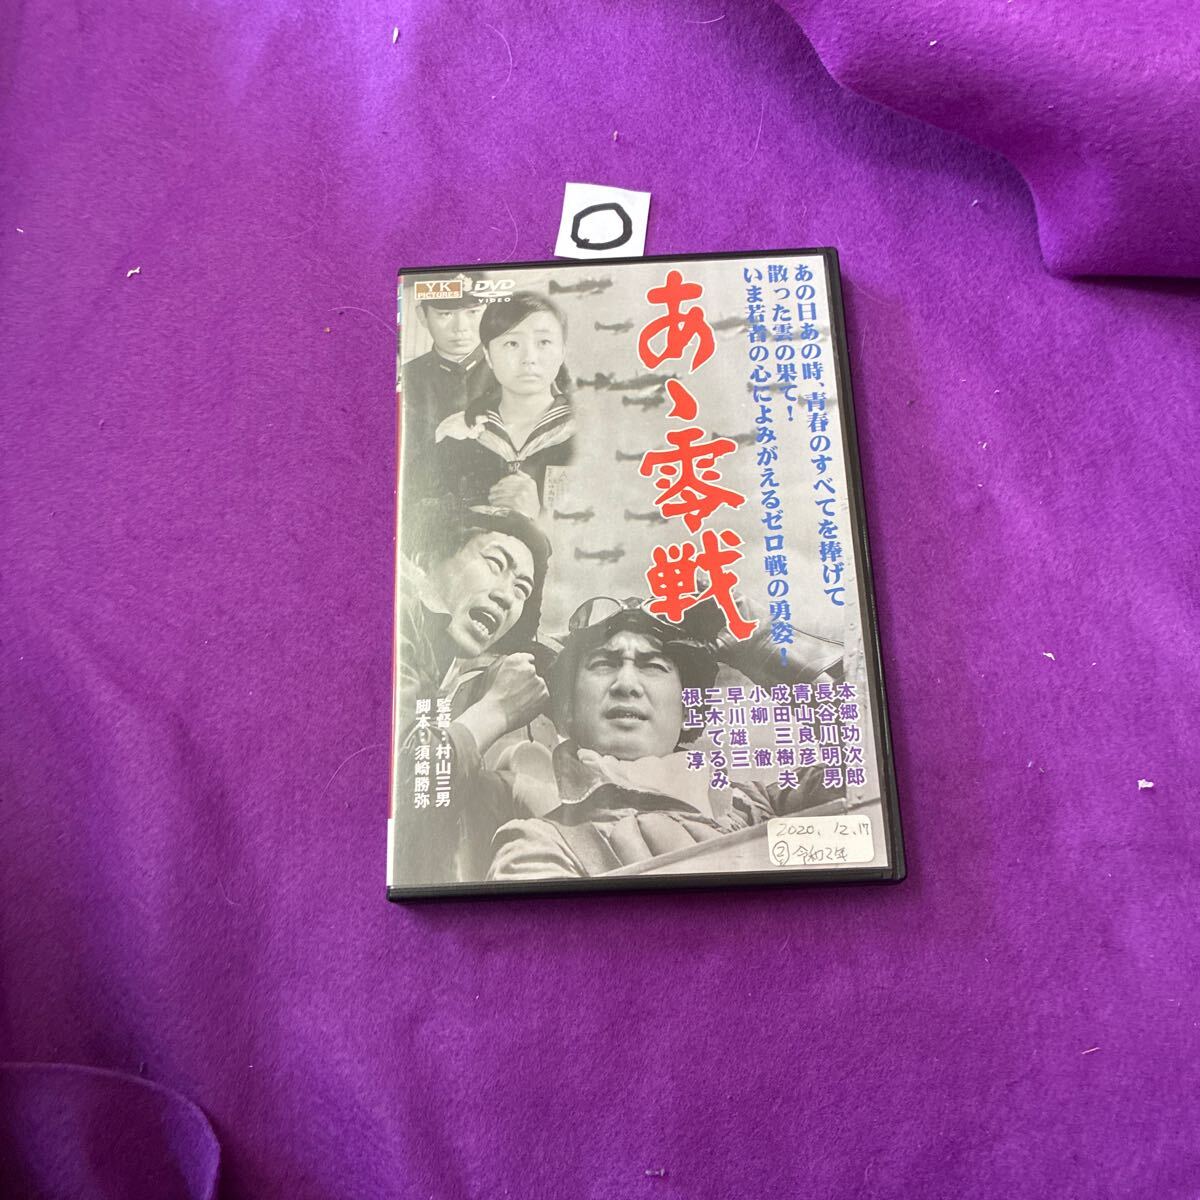 〇
YK
PICTURES
DVD
VIDEO
あの日あの時、青春のすべてを捧げて
散った雲の果て！
いま若者の心によみがえるゼロ戦の勇姿！
あゝ零戦
本郷功次郎
長谷川明男
青山良彦
成田三樹夫
小柳徹
早川雄三
二木てるみ
根上淳
監督：村山三男
脚本：須崎勝弥
2020.12.17
② 令和2年